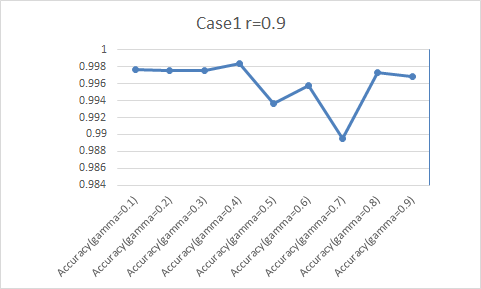 Case1 r=0.9
1
0.998
0.996
0.994
0.992
0.99
0.988
0.986
0.984
Accuracy(gamma=0.1)
Accuracy(gamma=0.2)
Accuracy(gamma=0.3)
Accuracy(gamma=0.4)
Accuracy(gamma=0.5)
Accuracy(gamma=0.6)
Accuracy(gamma=0.7)
Accuracy(gamma=0.8)
Accuracy(gamma=0.9)